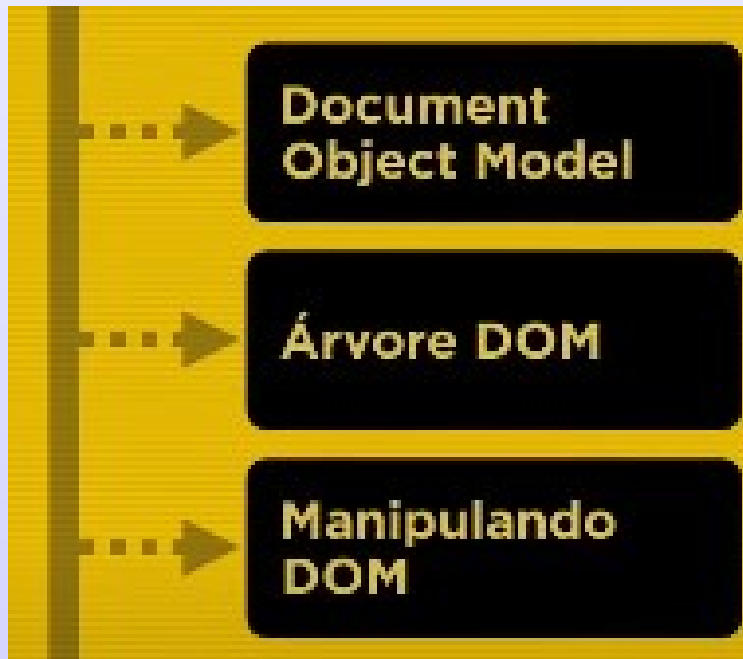 Document
Object Model
Árvore DOM
Manipulando
DOM